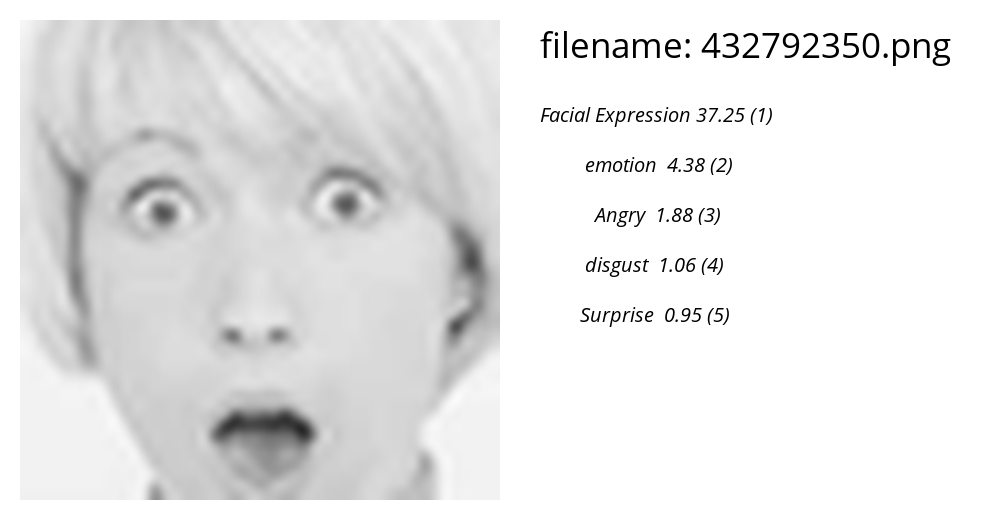 filename: 432792350.png
Facial Expression 37.25 (1)
emotion 4.38 (2)
Angry 1.88 (3)
disgust 1.06 (4)
Surprise 0.95 (5)